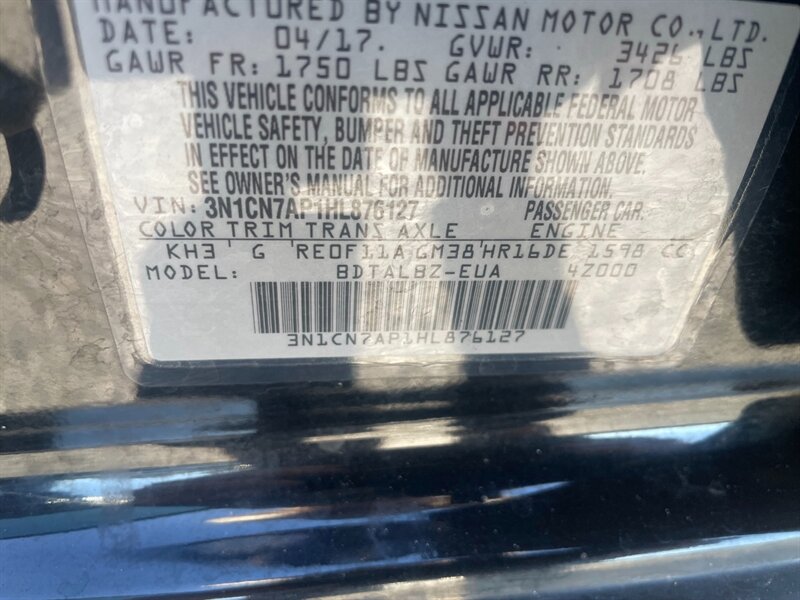 MANUFACTURED BY NISSAN MOTOR CO., LTD.
DATE: 04/17. GVWR: 3426 LBS
GAWR FR: 1750 LBS GAWR RR: 1708 LBS
THIS VEHICLE CONFORMS TO ALL APPLICABLE FEDERAL MOTOR
VEHICLE SAFETY, BUMPER AND THEFT PREVENTION STANDARDS
IN EFFECT ON THE DATE OF MANUFACTURE SHOWN ABOVE,
SEE OWNER'S MANUAL FOR ADDITIONAL INFORMATION.
VIN: 3N1CN7AP1HL876127 PASSENGER CAR.
COLOR TRIM TRANS AXLE ENGINE
KH3 G RE0F11A GM38 HR16DE 1598 CC
MODEL: BDTALBZ-EUA 4Z000
3N1CN7AP1HL876127